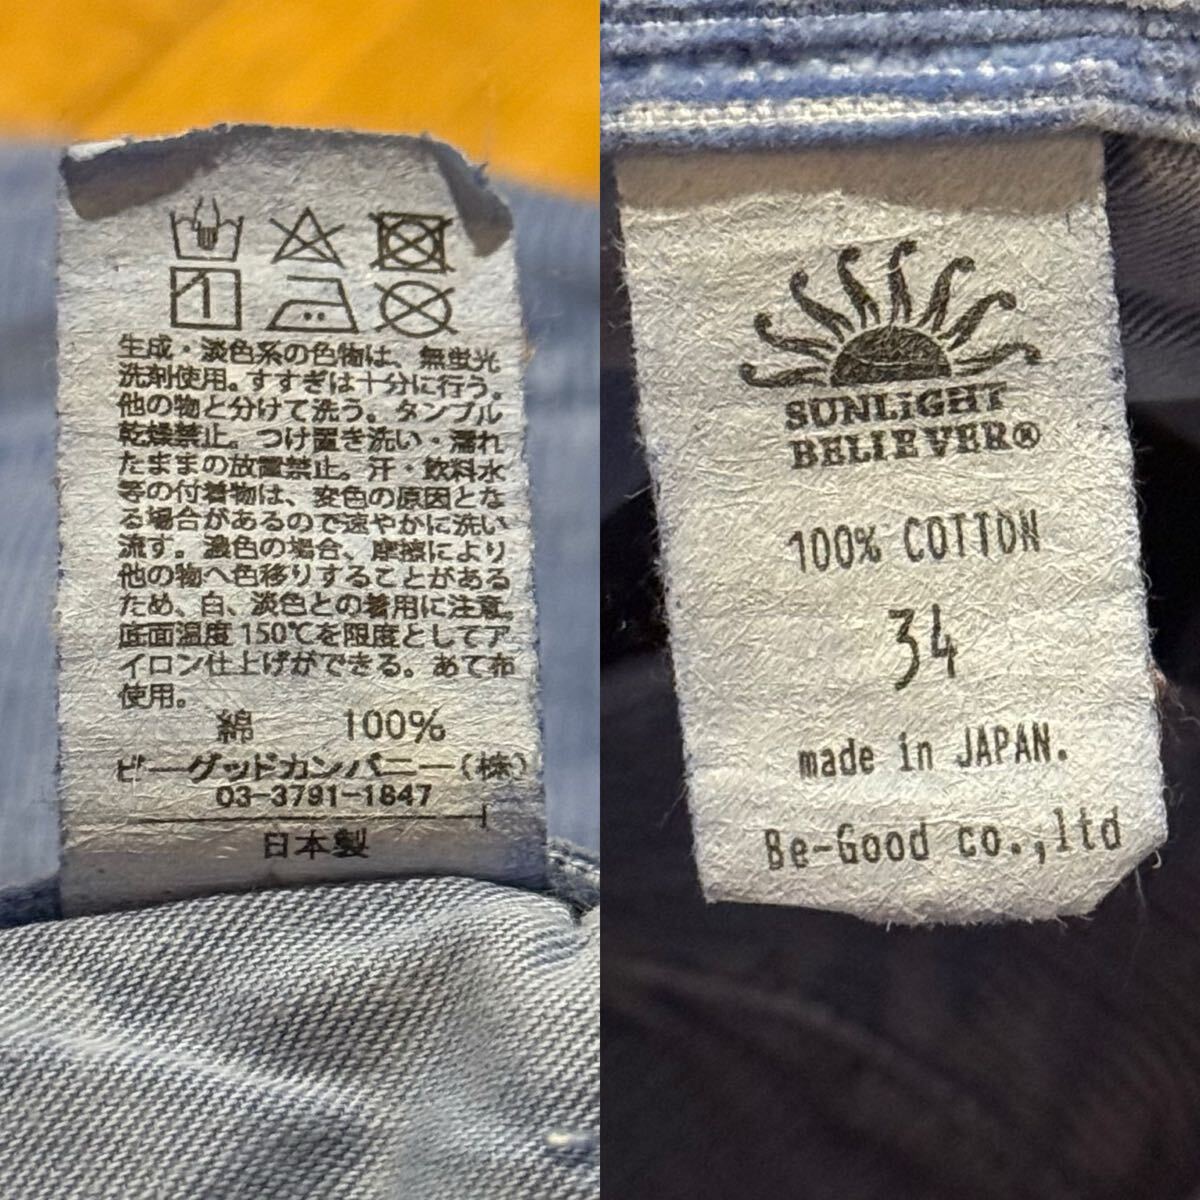 1
生成・淡色系の色物は、無蛍光
洗剤使用。すすぎは十分に行う。
他の物と分けて洗う。タンブル
乾燥禁止。つけ置き洗い・濡れ
たままの放置禁止。汗・飲料水
等の付着物は、変色の原因とな
る場合があるので速やかに洗い
流す。濃色の場合、摩擦により
他の物へ色移りすることがある
ため、白、淡色との着用に注意。
底面温度150℃を限度としてア
イロン仕上げができる。あて布
使用。
綿 100%
ビーグッドカンパニー(株)
03-3791-1847
日本製
SUNLiGHT
BELIEVER®
100% COTTON
34
made in JAPAN.
Be-Good co.,ltd